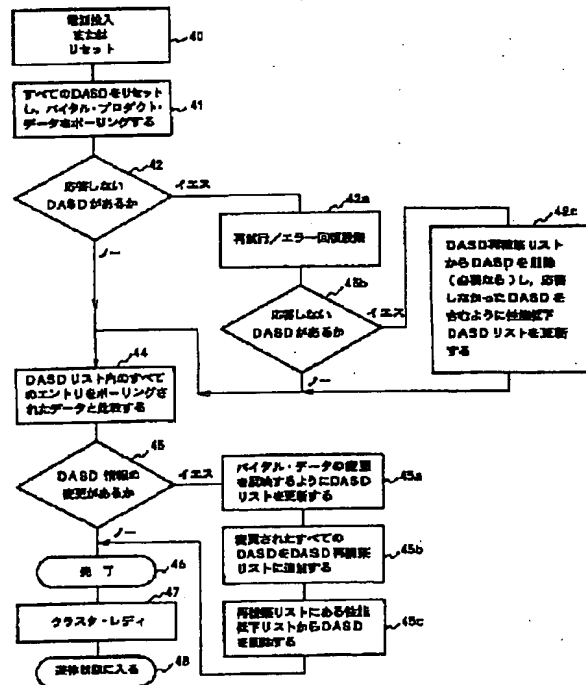 電源投入
または
リセット
40
すべてのDASDをリセット
し、バイタル・プロダクト・
データをポーリングする
41
42
応答しない
DASDがあるか
イエス
ノー
再試行/エラー回復段階
応答しない
DASDがあるか
イエス
ノー
DASD再構築リスト
からDASDを削除
(必要なら)し、応答
しなかったDASDを
含むように性能低下
DASDリストを更新
する
44
DASDリスト内のすべて
のエントリをポーリングさ
れたデータと比較する
45
DASD情報の
変更があるか
イエス
ノー
バイタル・データの変更
を反映するようにDASD
リストを更新する
45a
変更されたすべての
DASDをDASD再構築
リストに追加する
45b
再構築リストにある性能
低下リストからDASD
を削除する
45c
完了
46
47
クラスタ・レディ
に入る
48